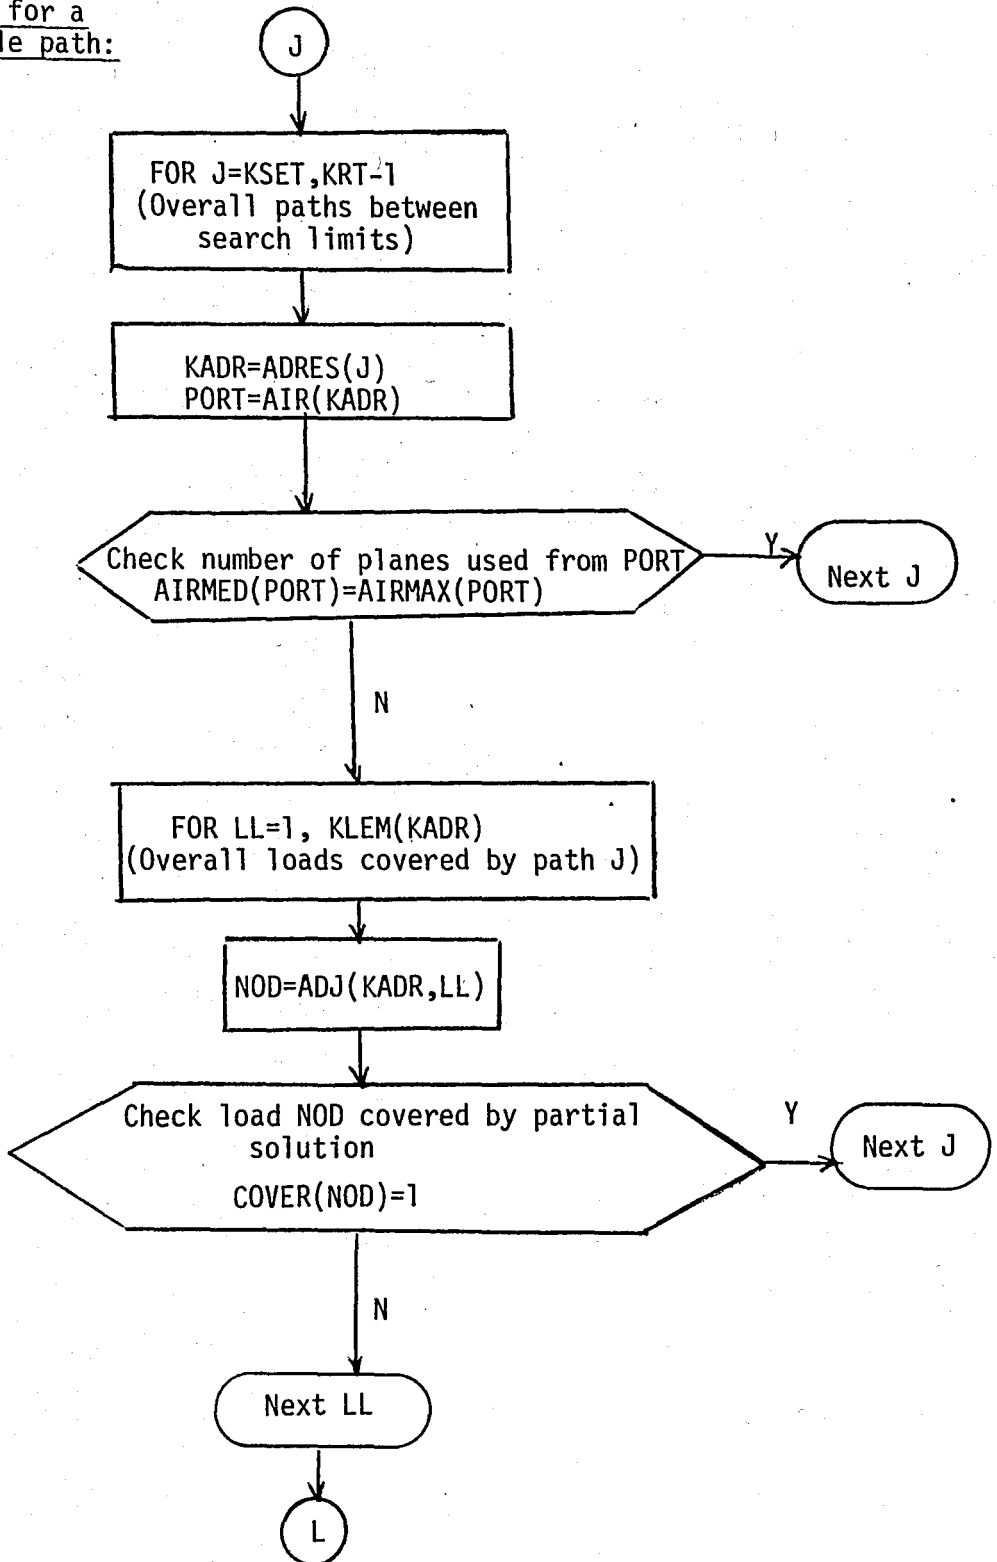 for a
le path:
J
FOR J=KSET,KRT-1
(Overall paths between
search limits)
KADR=ADRES(J)
PORT=AIR(KADR)
Check number of planes used from PORT
AIRMED(PORT)=AIRMAX(PORT)
Y
Next J
N
FOR LL=1, KLEM(KADR)
(Overall loads covered by path J)
NOD=ADJ(KADR,LL)
Check load NOD covered by partial
solution
COVER(NOD)=1
Y
Next J
N
Next LL
L